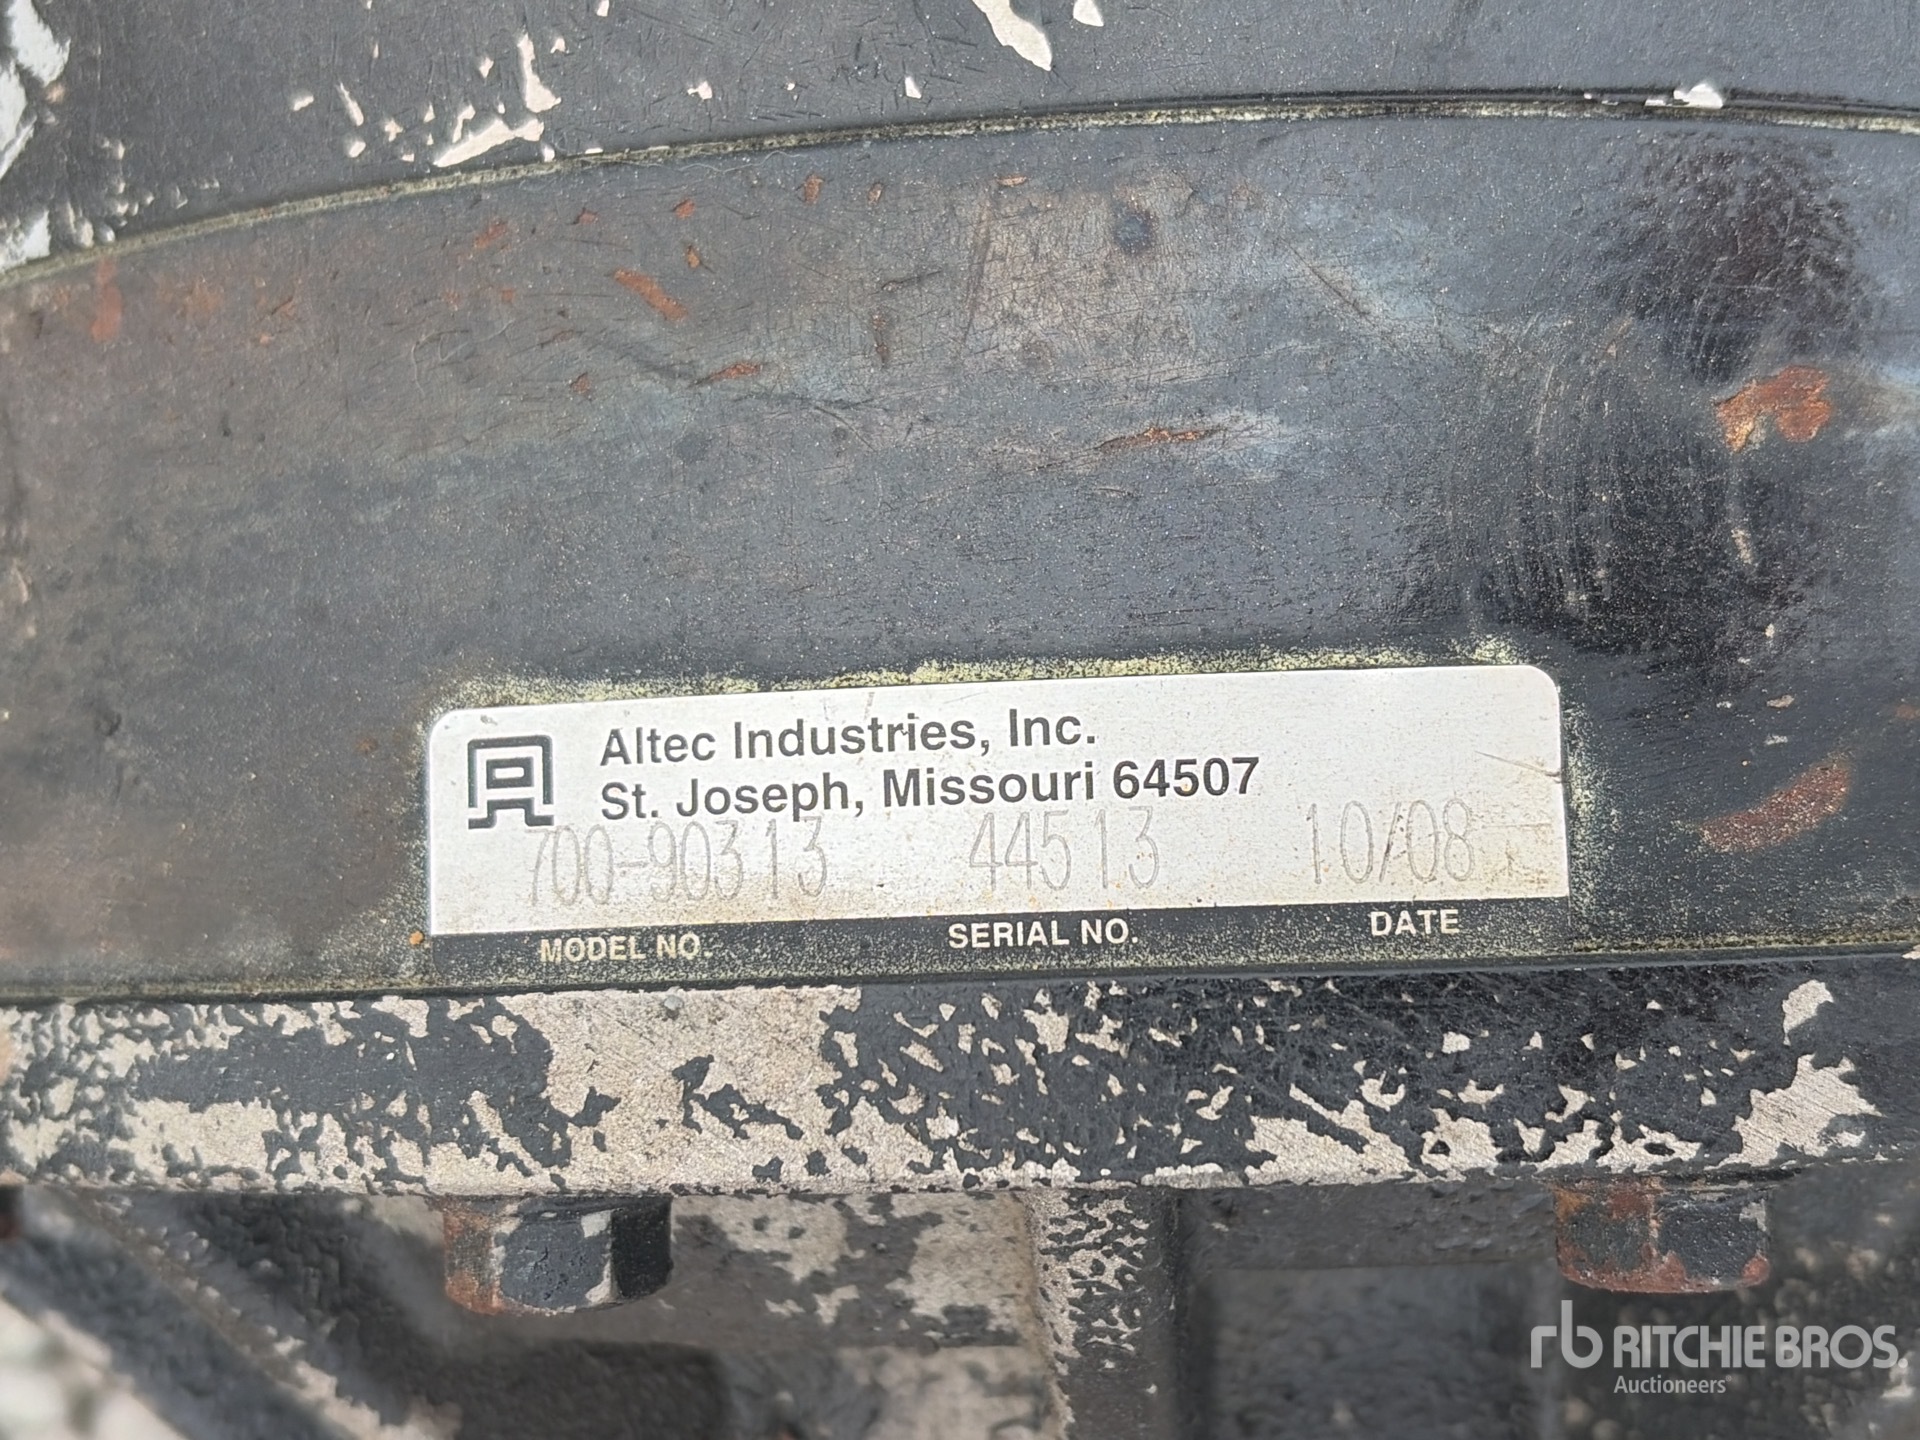 Altec Industries, Inc.
St. Joseph, Missouri 64507
700-90313 44513 10/08
MODEL NO. SERIAL NO. DATE
rb RITCHIE BROS.
Auctioneers